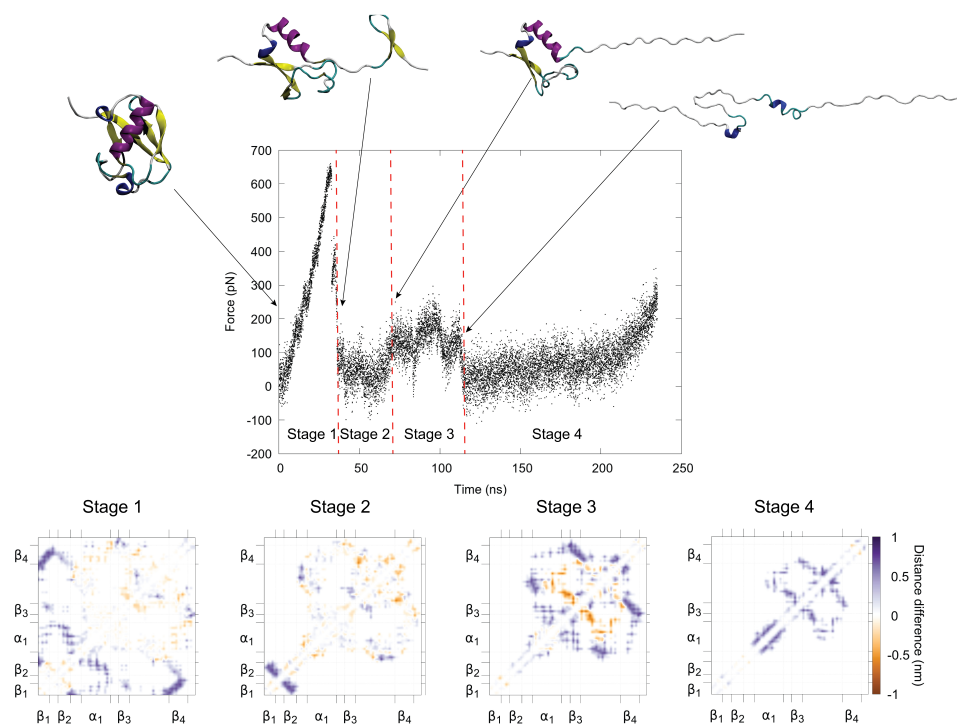 700
600
500
400
300
200
100
0
-100
-200
Force (pN)
Stage 1 Stage 2 Stage 3 Stage 4
0 50 100 150 200 250
Time (ns)
Stage 1 Stage 2 Stage 3 Stage 4
β4 β4 β4 β4
β3 β3 β3 β3
α1 α1 α1 α1
β2 β2 β2 β2
β1 β1 β1 β1
β1 β2 α1 β3 β4 β1 β2 α1 β3 β4 β1 β2 α1 β3 β4 β1 β2 α1 β3 β4
1
0.5
0
-0.5
-1
Distance difference (nm)